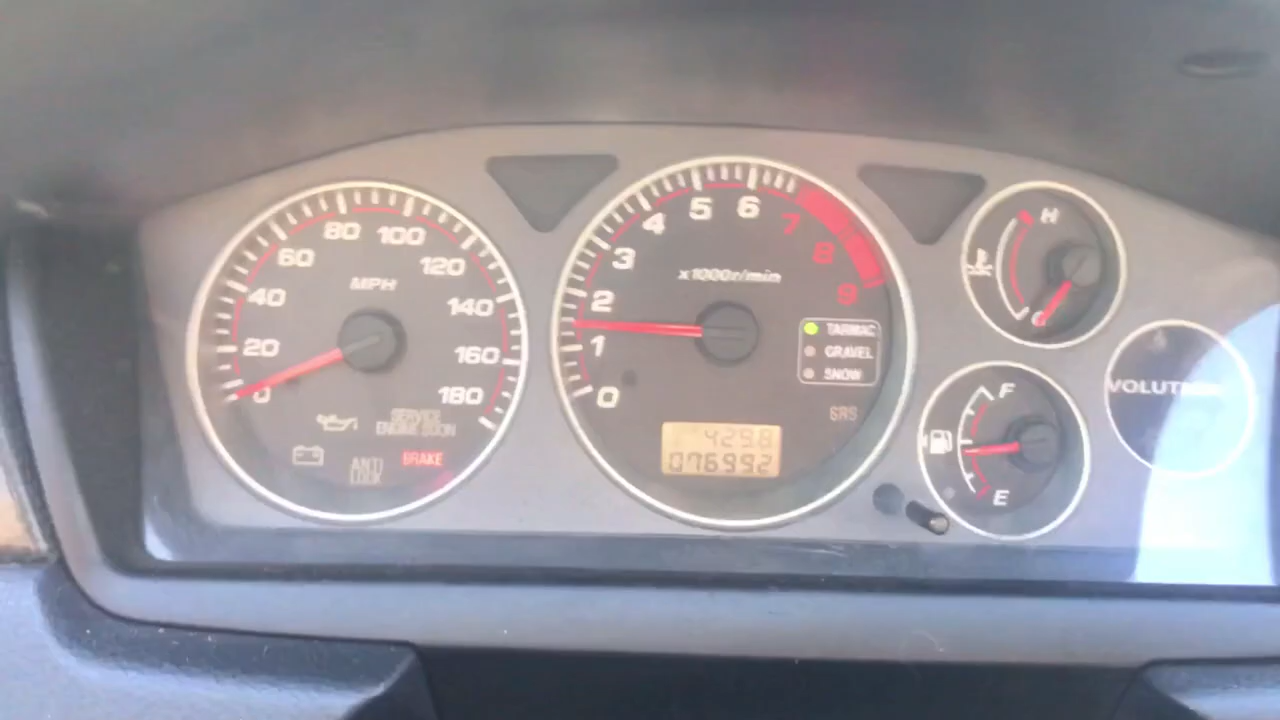 0
20
40
60
80
100
120
140
160
180
MPH
SERVICE
ENGINE SOON
ANTI
LOCK
BRAKE
0
1
2
3
4
5
6
7
8
9
x1000r/min
TARMAC
GRAVEL
SNOW
SRS
429.8
076992
H
C
F
E